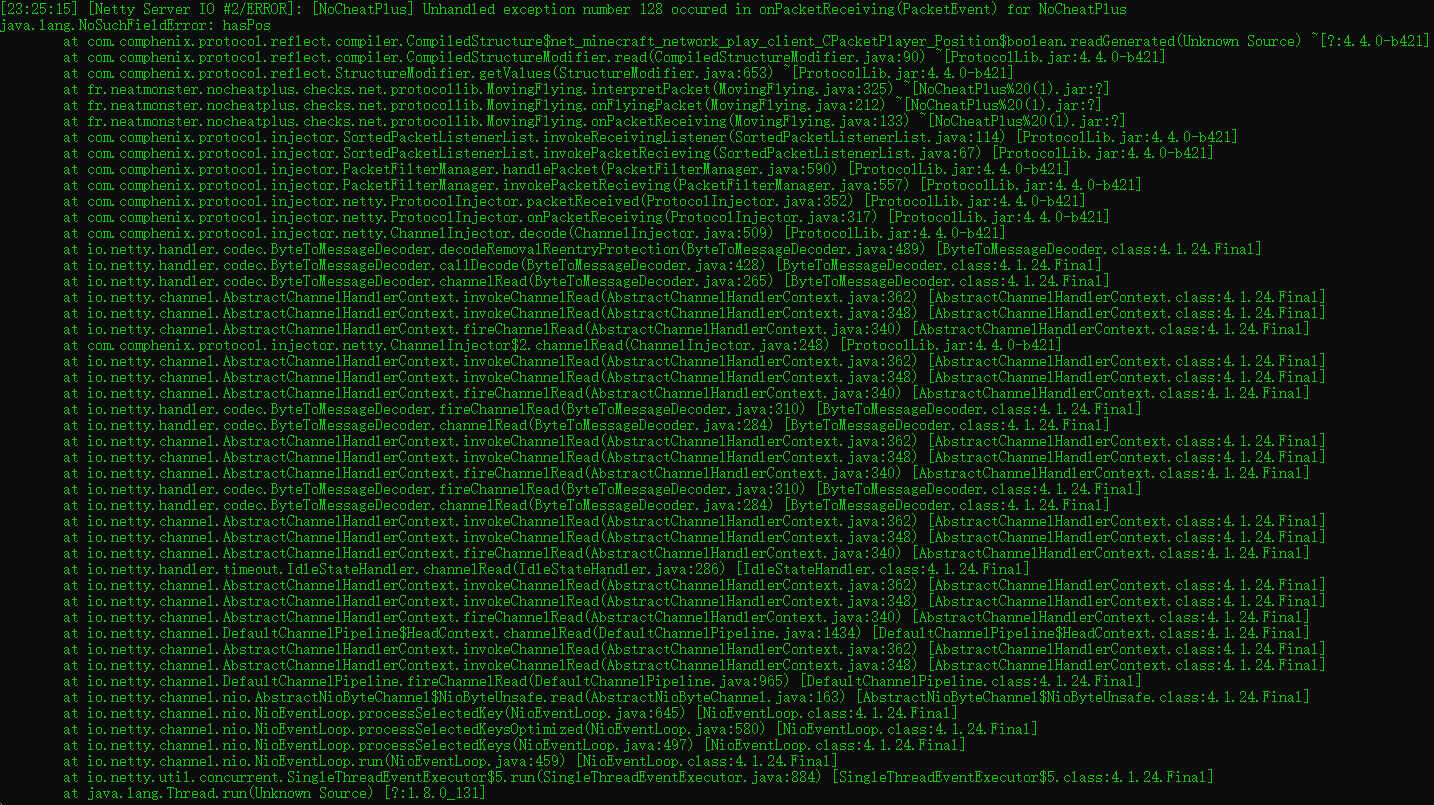 [23:25:15] [Netty Server IO #2/ERROR]: [NoCheatPlus] Unhandled exception number 128 occured in onPacketReceiving(PacketEvent) for NoCheatPlus
java.lang.NoSuchFieldError: hasPos
at com.comphenix.protocol.reflect.compiler.CompiledStructure$net_minecraft_network_play_client_CPacketPlayer_Position$boolean.readGenerated(Unknown Source) ~[?:4.4.0-b421]
at com.comphenix.protocol.reflect.compiler.CompiledStructureModifier.read(CompiledStructureModifier.java:90) ~[ProtocolLib.jar:4.4.0-b421]
at com.comphenix.protocol.reflect.StructureModifier.getValues(StructureModifier.java:653) ~[ProtocolLib.jar:4.4.0-b421]
at fr.neatmonster.nocheatplus.checks.net.protocollib.MovingFlying.interpretPacket(MovingFlying.java:325) ~[NoCheatPlus%20(1).jar:?]
at fr.neatmonster.nocheatplus.checks.net.protocollib.MovingFlying.onFlyingPacket(MovingFlying.java:212) ~[NoCheatPlus%20(1).jar:?]
at fr.neatmonster.nocheatplus.checks.net.protocollib.MovingFlying.onPacketReceiving(MovingFlying.java:133) ~[NoCheatPlus%20(1).jar:?]
at com.comphenix.protocol.injector.SortedPacketListenerList.invokeReceivingListener(SortedPacketListenerList.java:114) [ProtocolLib.jar:4.4.0-b421]
at com.comphenix.protocol.injector.SortedPacketListenerList.invokePacketRecieving(SortedPacketListenerList.java:67) [ProtocolLib.jar:4.4.0-b421]
at com.comphenix.protocol.injector.PacketFilterManager.handlePacket(PacketFilterManager.java:590) [ProtocolLib.jar:4.4.0-b421]
at com.comphenix.protocol.injector.PacketFilterManager.invokePacketRecieving(PacketFilterManager.java:557) [ProtocolLib.jar:4.4.0-b421]
at com.comphenix.protocol.injector.netty.ProtocolInjector.packetReceived(ProtocolInjector.java:352) [ProtocolLib.jar:4.4.0-b421]
at com.comphenix.protocol.injector.netty.ProtocolInjector.onPacketReceiving(ProtocolInjector.java:317) [ProtocolLib.jar:4.4.0-b421]
at com.comphenix.protocol.injector.netty.ChannelInjector.decode(ChannelInjector.java:509) [ProtocolLib.jar:4.4.0-b421]
at io.netty.handler.codec.ByteToMessageDecoder.decodeRemovalReentryProtection(ByteToMessageDecoder.java:489) [ByteToMessageDecoder.class:4.1.24.Final]
at io.netty.handler.codec.ByteToMessageDecoder.callDecode(ByteToMessageDecoder.java:428) [ByteToMessageDecoder.class:4.1.24.Final]
at io.netty.handler.codec.ByteToMessageDecoder.channelRead(ByteToMessageDecoder.java:265) [ByteToMessageDecoder.class:4.1.24.Final]
at io.netty.channel.AbstractChannelHandlerContext.invokeChannelRead(AbstractChannelHandlerContext.java:362) [AbstractChannelHandlerContext.class:4.1.24.Final]
at io.netty.channel.AbstractChannelHandlerContext.invokeChannelRead(AbstractChannelHandlerContext.java:348) [AbstractChannelHandlerContext.class:4.1.24.Final]
at io.netty.channel.AbstractChannelHandlerContext.fireChannelRead(AbstractChannelHandlerContext.java:340) [AbstractChannelHandlerContext.class:4.1.24.Final]
at com.comphenix.protocol.injector.netty.ChannelInjector$2.channelRead(ChannelInjector.java:248) [ProtocolLib.jar:4.4.0-b421]
at io.netty.channel.AbstractChannelHandlerContext.invokeChannelRead(AbstractChannelHandlerContext.java:362) [AbstractChannelHandlerContext.class:4.1.24.Final]
at io.netty.channel.AbstractChannelHandlerContext.invokeChannelRead(AbstractChannelHandlerContext.java:348) [AbstractChannelHandlerContext.class:4.1.24.Final]
at io.netty.channel.AbstractChannelHandlerContext.fireChannelRead(AbstractChannelHandlerContext.java:340) [AbstractChannelHandlerContext.class:4.1.24.Final]
at io.netty.handler.codec.ByteToMessageDecoder.fireChannelRead(ByteToMessageDecoder.java:310) [ByteToMessageDecoder.class:4.1.24.Final]
at io.netty.handler.codec.ByteToMessageDecoder.channelRead(ByteToMessageDecoder.java:284) [ByteToMessageDecoder.class:4.1.24.Final]
at io.netty.channel.AbstractChannelHandlerContext.invokeChannelRead(AbstractChannelHandlerContext.java:362) [AbstractChannelHandlerContext.class:4.1.24.Final]
at io.netty.channel.AbstractChannelHandlerContext.invokeChannelRead(AbstractChannelHandlerContext.java:348) [AbstractChannelHandlerContext.class:4.1.24.Final]
at io.netty.channel.AbstractChannelHandlerContext.fireChannelRead(AbstractChannelHandlerContext.java:340) [AbstractChannelHandlerContext.class:4.1.24.Final]
at io.netty.handler.codec.ByteToMessageDecoder.fireChannelRead(ByteToMessageDecoder.java:310) [ByteToMessageDecoder.class:4.1.24.Final]
at io.netty.handler.codec.ByteToMessageDecoder.channelRead(ByteToMessageDecoder.java:284) [ByteToMessageDecoder.class:4.1.24.Final]
at io.netty.channel.AbstractChannelHandlerContext.invokeChannelRead(AbstractChannelHandlerContext.java:362) [AbstractChannelHandlerContext.class:4.1.24.Final]
at io.netty.channel.AbstractChannelHandlerContext.invokeChannelRead(AbstractChannelHandlerContext.java:348) [AbstractChannelHandlerContext.class:4.1.24.Final]
at io.netty.channel.AbstractChannelHandlerContext.fireChannelRead(AbstractChannelHandlerContext.java:340) [AbstractChannelHandlerContext.class:4.1.24.Final]
at io.netty.handler.timeout.IdleStateHandler.channelRead(IdleStateHandler.java:286) [IdleStateHandler.class:4.1.24.Final]
at io.netty.channel.AbstractChannelHandlerContext.invokeChannelRead(AbstractChannelHandlerContext.java:362) [AbstractChannelHandlerContext.class:4.1.24.Final]
at io.netty.channel.AbstractChannelHandlerContext.invokeChannelRead(AbstractChannelHandlerContext.java:348) [AbstractChannelHandlerContext.class:4.1.24.Final]
at io.netty.channel.AbstractChannelHandlerContext.fireChannelRead(AbstractChannelHandlerContext.java:340) [AbstractChannelHandlerContext.class:4.1.24.Final]
at io.netty.channel.DefaultChannelPipeline$HeadContext.channelRead(DefaultChannelPipeline.java:1434) [DefaultChannelPipeline$HeadContext.class:4.1.24.Final]
at io.netty.channel.AbstractChannelHandlerContext.invokeChannelRead(AbstractChannelHandlerContext.java:362) [AbstractChannelHandlerContext.class:4.1.24.Final]
at io.netty.channel.AbstractChannelHandlerContext.invokeChannelRead(AbstractChannelHandlerContext.java:348) [AbstractChannelHandlerContext.class:4.1.24.Final]
at io.netty.channel.DefaultChannelPipeline.fireChannelRead(DefaultChannelPipeline.java:965) [DefaultChannelPipeline.class:4.1.24.Final]
at io.netty.channel.nio.AbstractNioByteChannel$NioByteUnsafe.read(AbstractNioByteChannel.java:163) [AbstractNioByteChannel$NioByteUnsafe.class:4.1.24.Final]
at io.netty.channel.nio.NioEventLoop.processSelectedKey(NioEventLoop.java:645) [NioEventLoop.class:4.1.24.Final]
at io.netty.channel.nio.NioEventLoop.processSelectedKeysOptimized(NioEventLoop.java:580) [NioEventLoop.class:4.1.24.Final]
at io.netty.channel.nio.NioEventLoop.processSelectedKeys(NioEventLoop.java:497) [NioEventLoop.class:4.1.24.Final]
at io.netty.channel.nio.NioEventLoop.run(NioEventLoop.java:459) [NioEventLoop.class:4.1.24.Final]
at io.netty.util.concurrent.SingleThreadEventExecutor$5.run(SingleThreadEventExecutor.java:884) [SingleThreadEventExecutor$5.class:4.1.24.Final]
at java.lang.Thread.run(Unknown Source) [?:1.8.0_131]